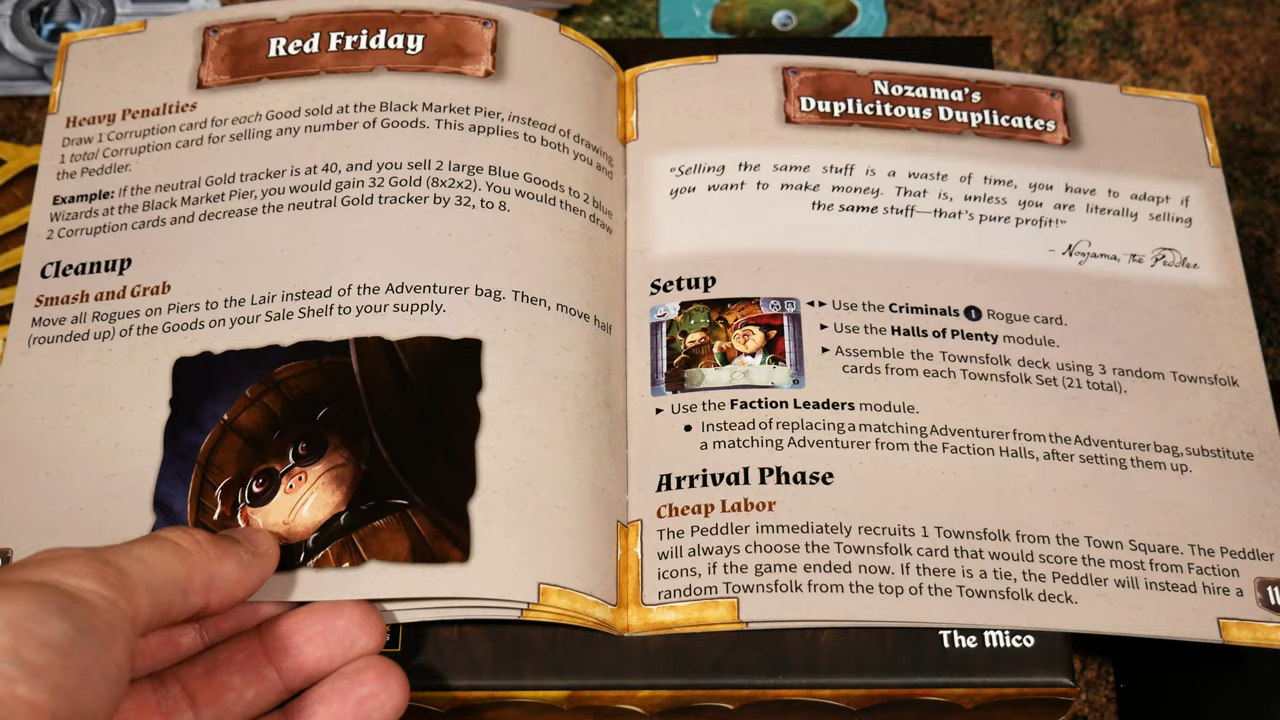 Red Friday
Heavy Penalties
Draw 1 Corruption card for each Good sold at the Black Market Pier, instead of drawing
1 total Corruption card for selling any number of Goods. This applies to both you and
the Peddler.
Example: If the neutral Gold tracker is at 40, and you sell 2 large Blue Goods to 2 blue
Wizards at the Black Market Pier, you would gain 32 Gold (8x2x2). You would then draw
2 Corruption cards and decrease the neutral Gold tracker by 32, to 8.
Cleanup
Smash and Grab
Move all Rogues on Piers to the Lair instead of the Adventurer bag. Then, move half
(rounded up) of the Goods on your Sale Shelf to your supply.
Nozama's
Duplicitous Duplicates
"Selling the same stuff is a waste of time, you have to adapt if
you want to make money. That is, unless you are literally selling
the same stuff—that's pure profit!"
- Nonjama, the Peddler
Setup
Use the Criminals 1 Rogue card.
Use the Halls of Plenty module.
Assemble the Townsfolk deck using 3 random Townsfolk
cards from each Townsfolk Set (21 total).
Use the Faction Leaders module.
Instead of replacing a matching Adventurer from the Adventurer bag, substitute
a matching Adventurer from the Faction Halls, after setting them up.
Arrival Phase
Cheap Labor
The Peddler immediately recruits 1 Townsfolk from the Town Square. The Peddler
will always choose the Townsfolk card that would score the most from Faction
icons, if the game ended now. If there is a tie, the Peddler will instead hire a
random Townsfolk from the top of the Townsfolk deck.
The Mico